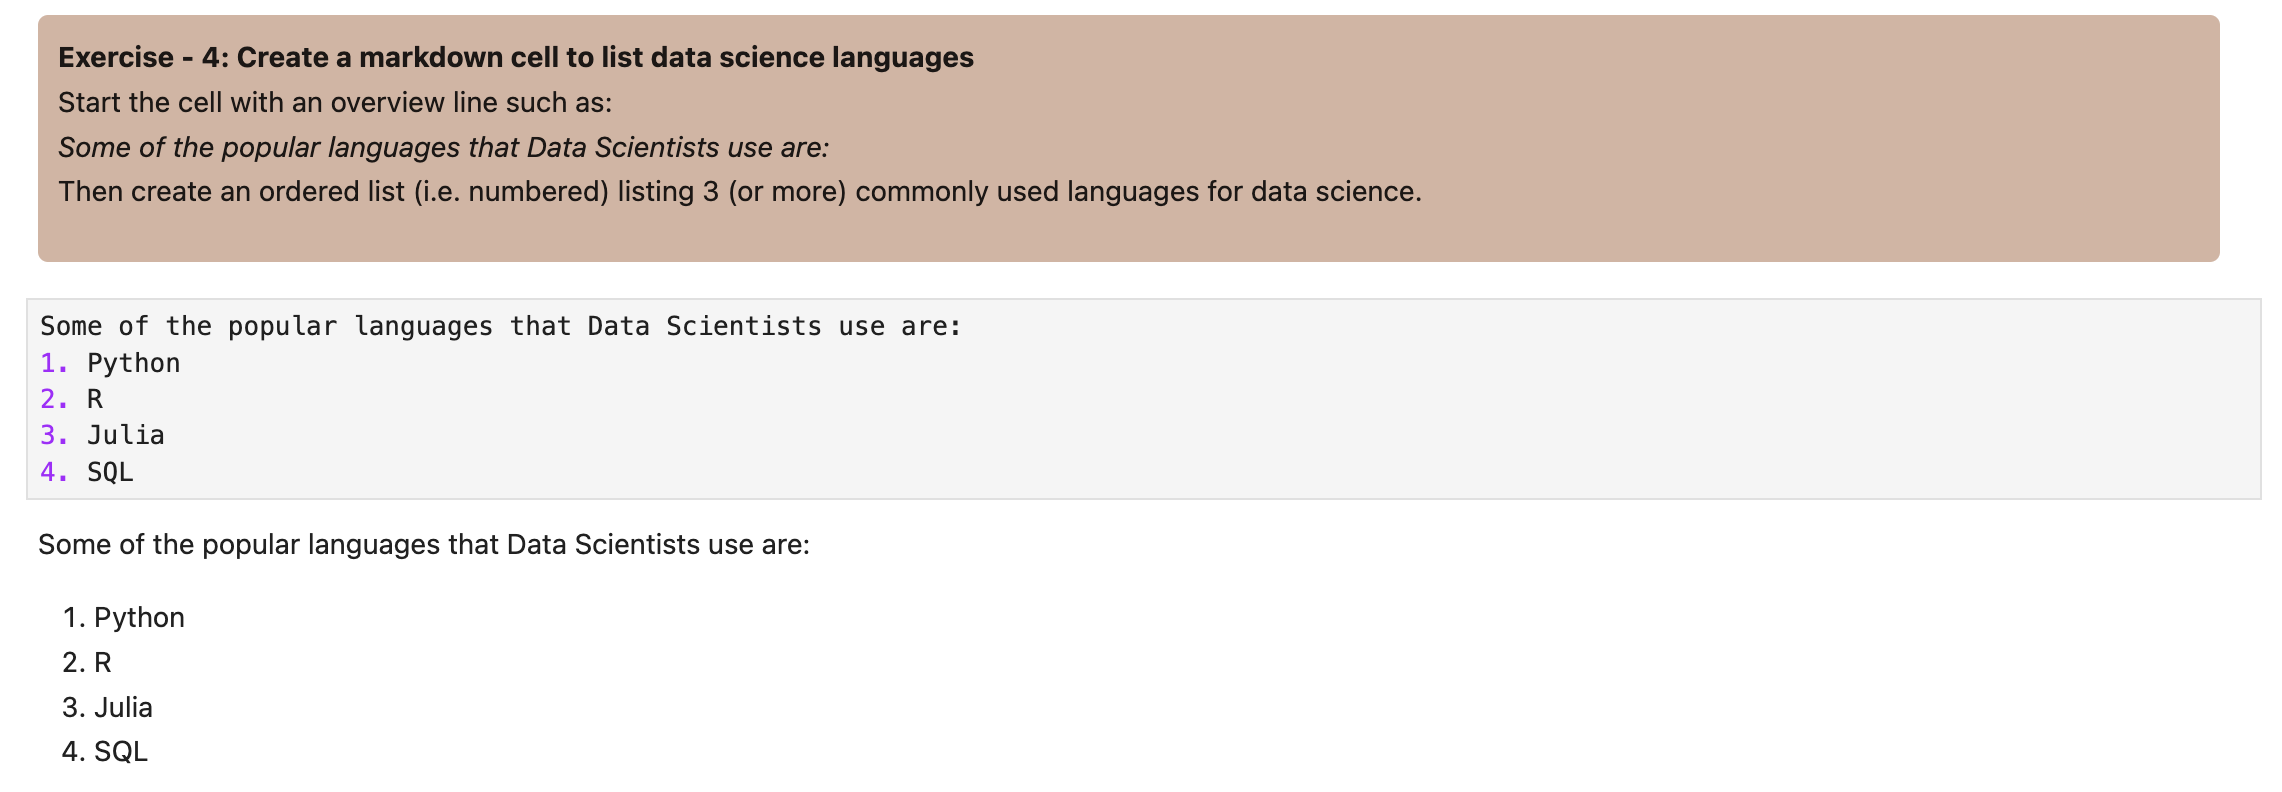 Exercise - 4: Create a markdown cell to list data science languages
Start the cell with an overview line such as:
Some of the popular languages that Data Scientists use are:
Then create an ordered list (i.e. numbered) listing 3 (or more) commonly used languages for data science.
Some of the popular languages that Data Scientists use are:
1. Python
2. R
3. Julia
4. SQL
Some of the popular languages that Data Scientists use are:
1. Python
2. R
3. Julia
4. SQL